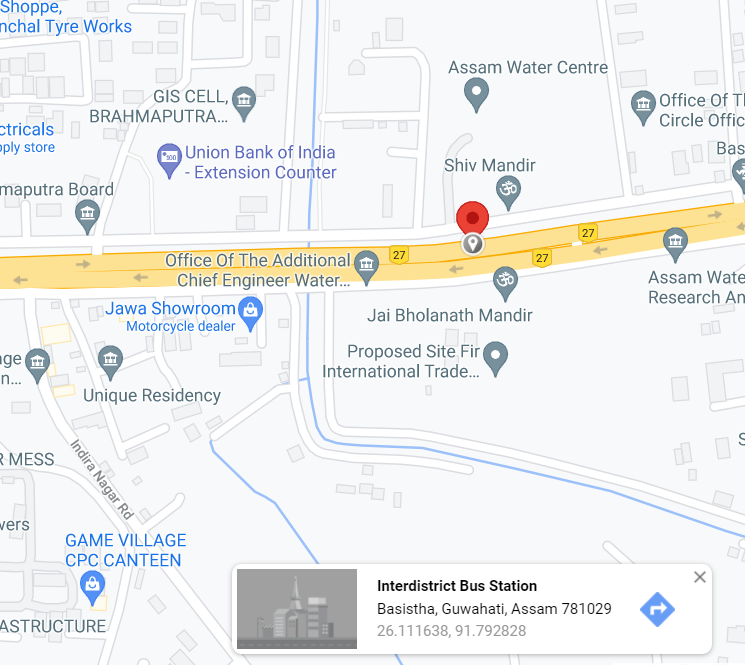 Shoppe,
nchal Tyre Works
Assam Water Centre
GIS CELL,
BRAHMAPUTRA...
Office Of Th
Circle Offic
ctricals
pply store
Union Bank of India
- Extension Counter
Shiv Mandir
Bas
maputra Board
27
Office Of The Additional
Chief Engineer Water...
27
27
Assam Wate
Research An
Jawa Showroom
Motorcycle dealer
Jai Bholanath Mandir
Proposed Site Fir
International Trade...
age
n...
Unique Residency
Indira Nagar Rd
R MESS
S
wers
GAME VILLAGE
CPC CANTEEN
ASTRUCTURE
Interdistrict Bus Station
Basistha, Guwahati, Assam 781029
26.111638, 91.792828